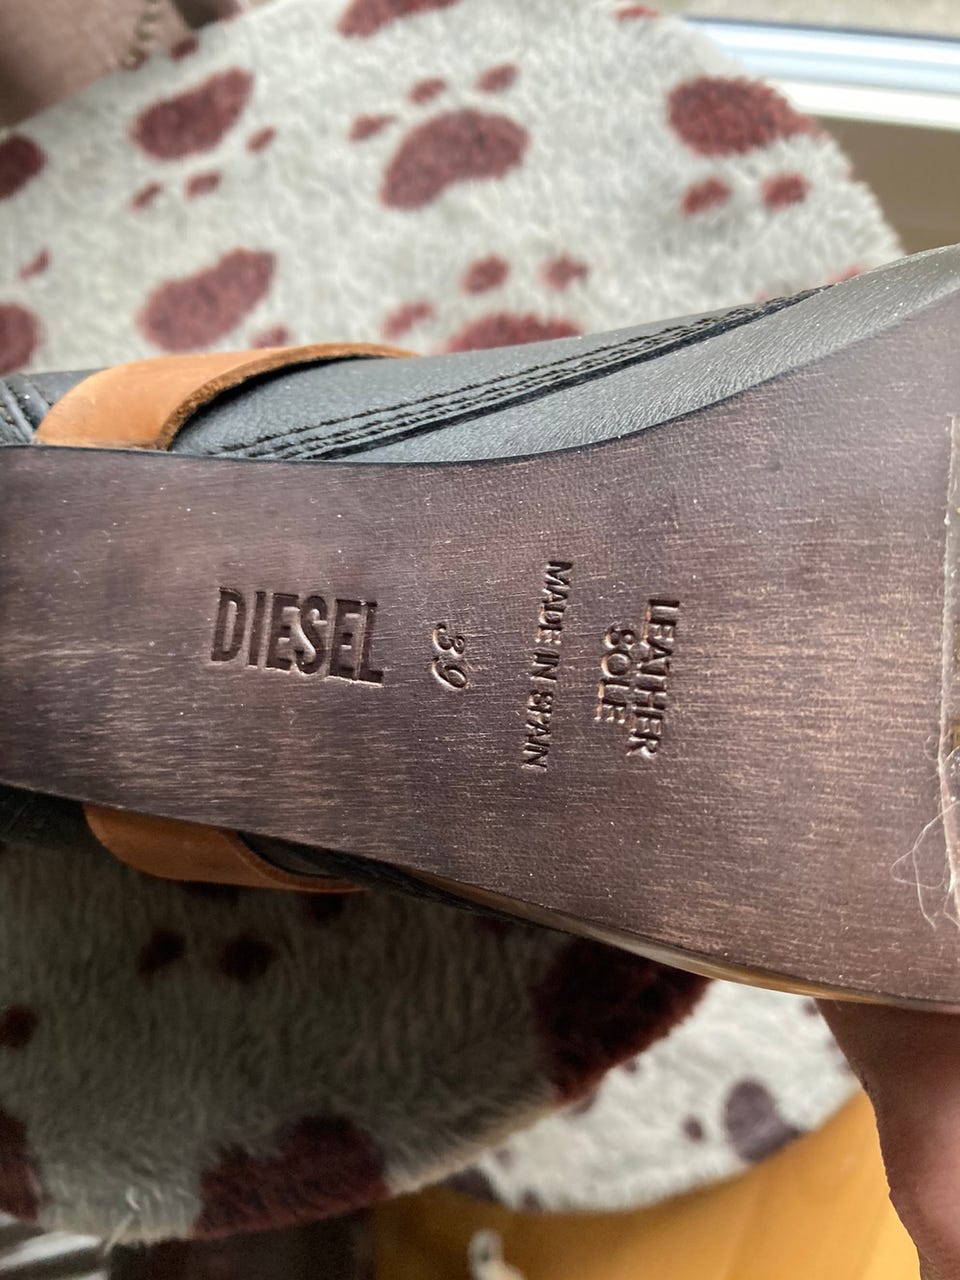 DIESEL
39
MADE IN SPAIN
LEATHER
SOLE